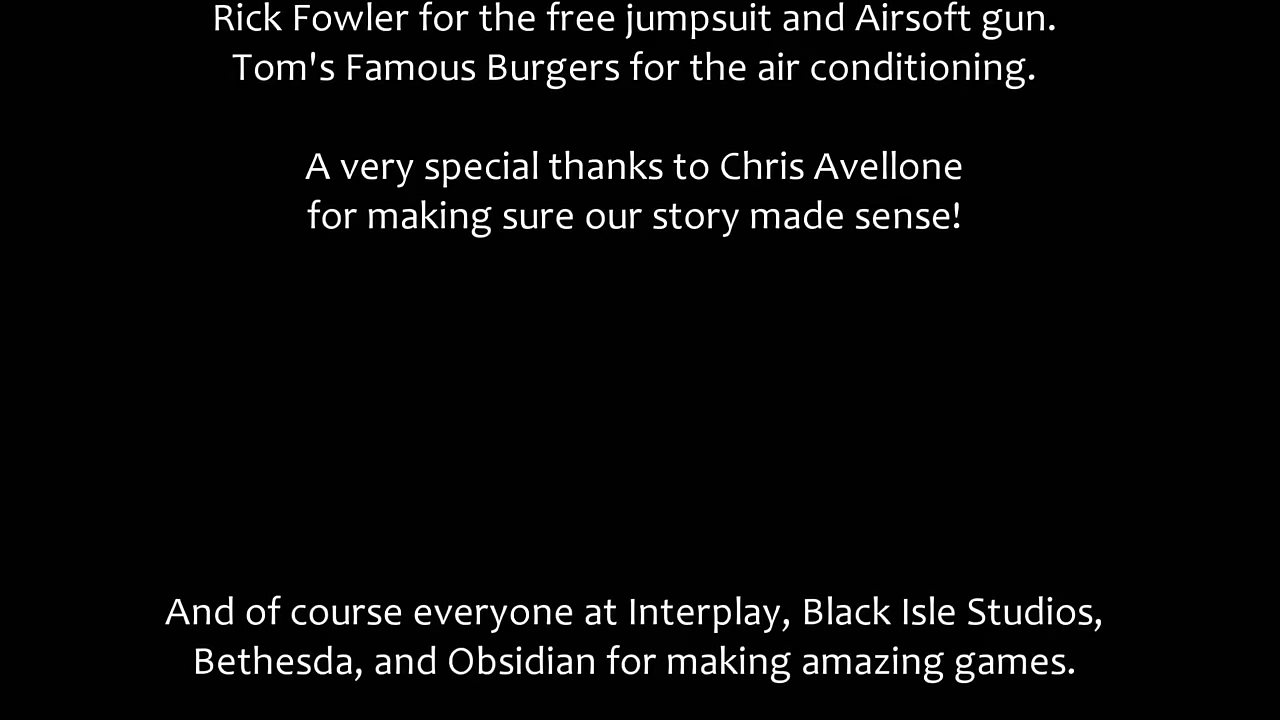 Rick Fowler for the free jumpsuit and Airsoft gun.
Tom's Famous Burgers for the air conditioning.
A very special thanks to Chris Avellone
for making sure our story made sense!
And of course everyone at Interplay, Black Isle Studios,
Bethesda, and Obsidian for making amazing games.